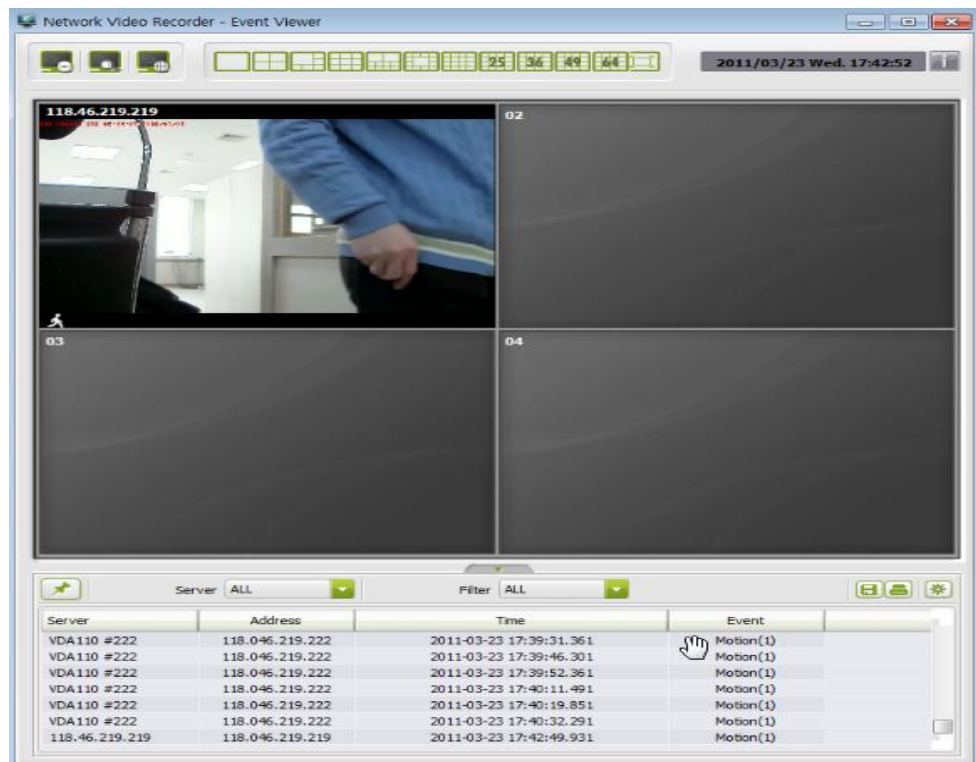 Network Video Recorder - Event Viewer
25 36 49 64
2011/03/23 Wed. 17:42:52
118.46.219.219
02
03
04
Server ALL Filter ALL
Server Address Time Event
VDA110 #222 118.046.219.222 2011-03-23 17:39:31.361 Motion(1)
VDA110 #222 118.046.219.222 2011-03-23 17:39:46.301 Motion(1)
VDA110 #222 118.046.219.222 2011-03-23 17:39:52.361 Motion(1)
VDA110 #222 118.046.219.222 2011-03-23 17:40:11.491 Motion(1)
VDA110 #222 118.046.219.222 2011-03-23 17:40:19.851 Motion(1)
VDA110 #222 118.046.219.222 2011-03-23 17:40:32.291 Motion(1)
118.46.219.219 118.046.219.219 2011-03-23 17:42:49.931 Motion(1)